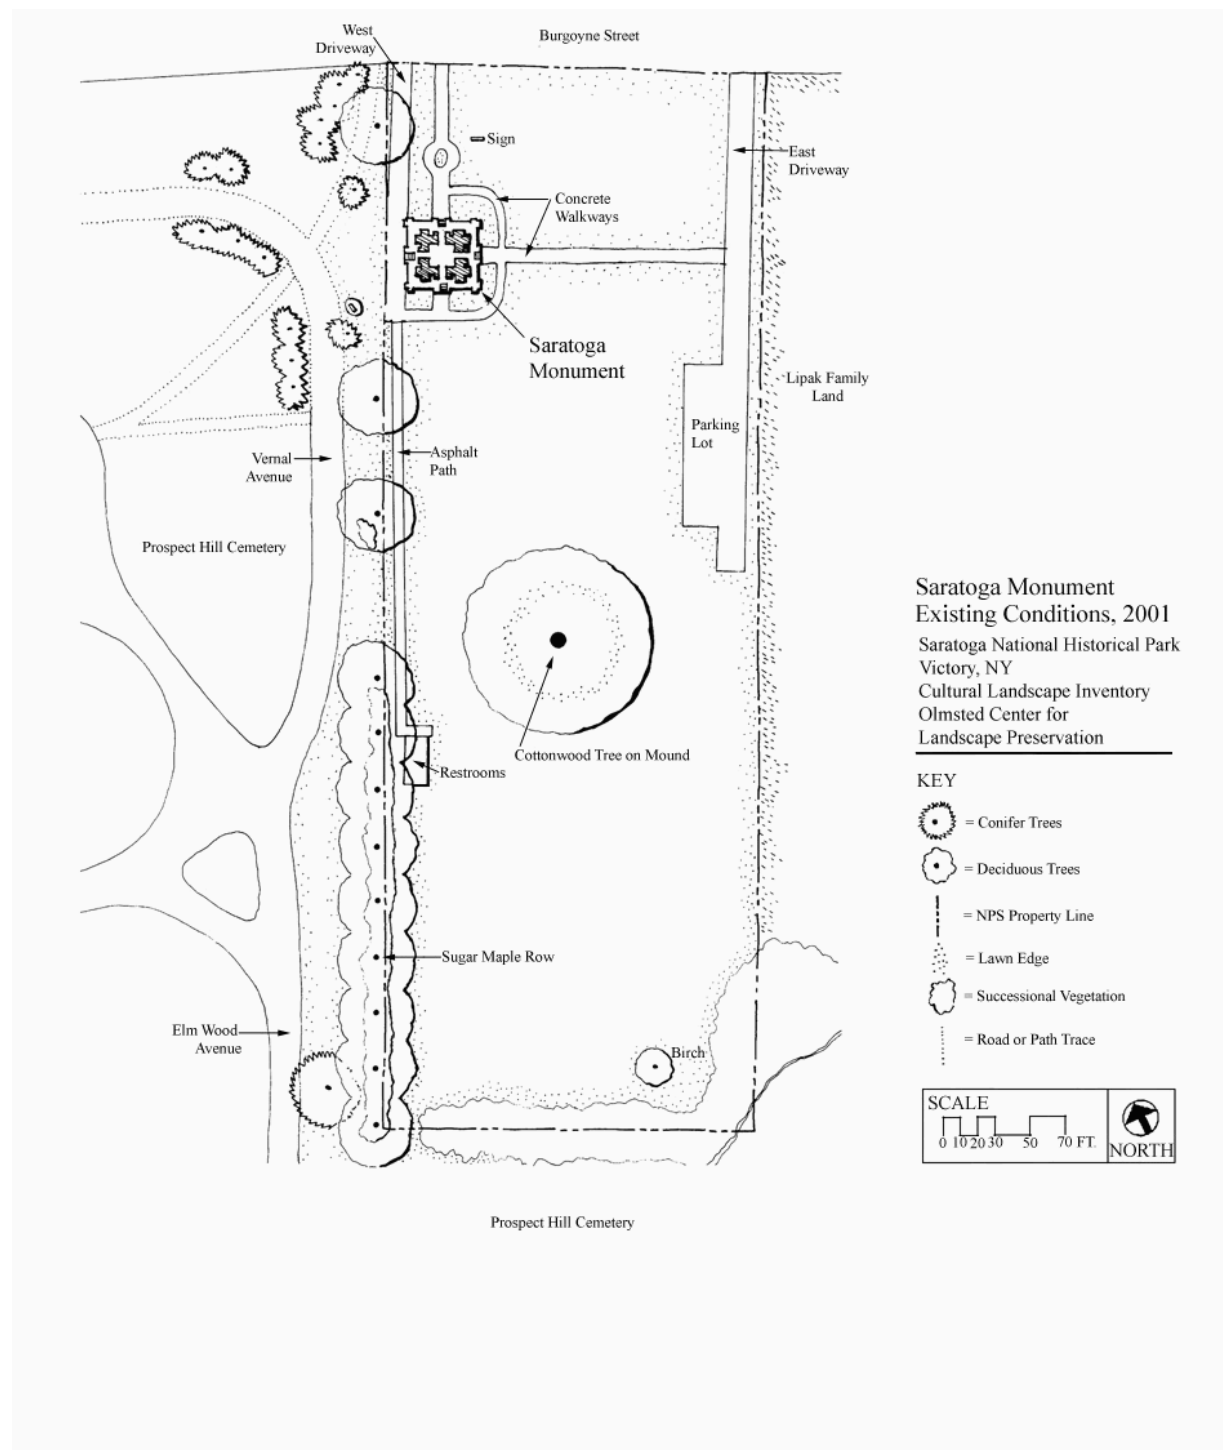 West
Driveway
Burgoyne Street
Sign
East
Driveway
Concrete
Walkways
Saratoga
Monument
Lipak Family
Land
Parking
Lot
Vernal
Avenue
Asphalt
Path
Prospect Hill Cemetery
Cottonwood Tree on Mound
Restrooms
Sugar Maple Row
Elm Wood
Avenue
Birch
Prospect Hill Cemetery
Saratoga Monument
Existing Conditions, 2001
Saratoga National Historical Park
Victory, NY
Cultural Landscape Inventory
Olmsted Center for
Landscape Preservation
KEY
= Conifer Trees
= Deciduous Trees
= NPS Property Line
= Lawn Edge
= Successional Vegetation
= Road or Path Trace
SCALE
0 10 20 30 50 70 FT.
NORTH